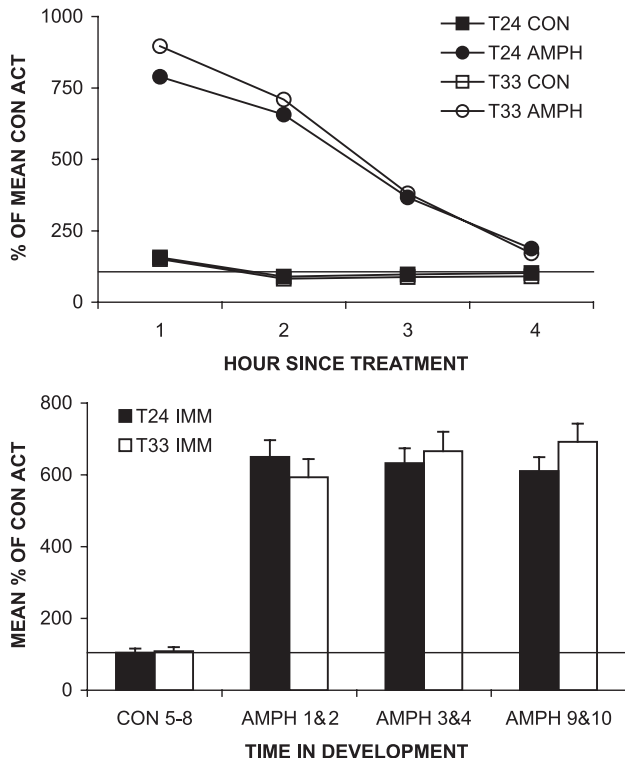 1000
750
500
250
0
% OF MEAN CON ACT
T24 CON
T24 AMPH
T33 CON
T33 AMPH
1 2 3 4
HOUR SINCE TREATMENT
800
600
400
200
0
MEAN % OF CON ACT
T24 IMM
T33 IMM
CON 5-8 AMPH 1&2 AMPH 3&4 AMPH 9&10
TIME IN DEVELOPMENT